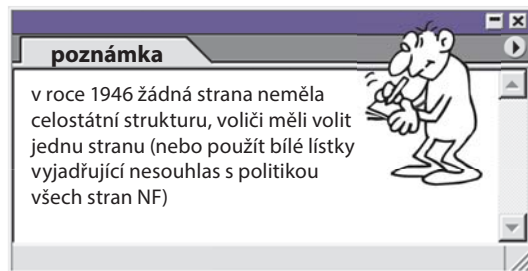 poznámka
v roce 1946 žádná strana neměla
celostátní strukturu, voliči měli volit
jednu stranu (nebo použít bílé lístky
vyjadřující nesouhlas s politikou
všech stran NF)